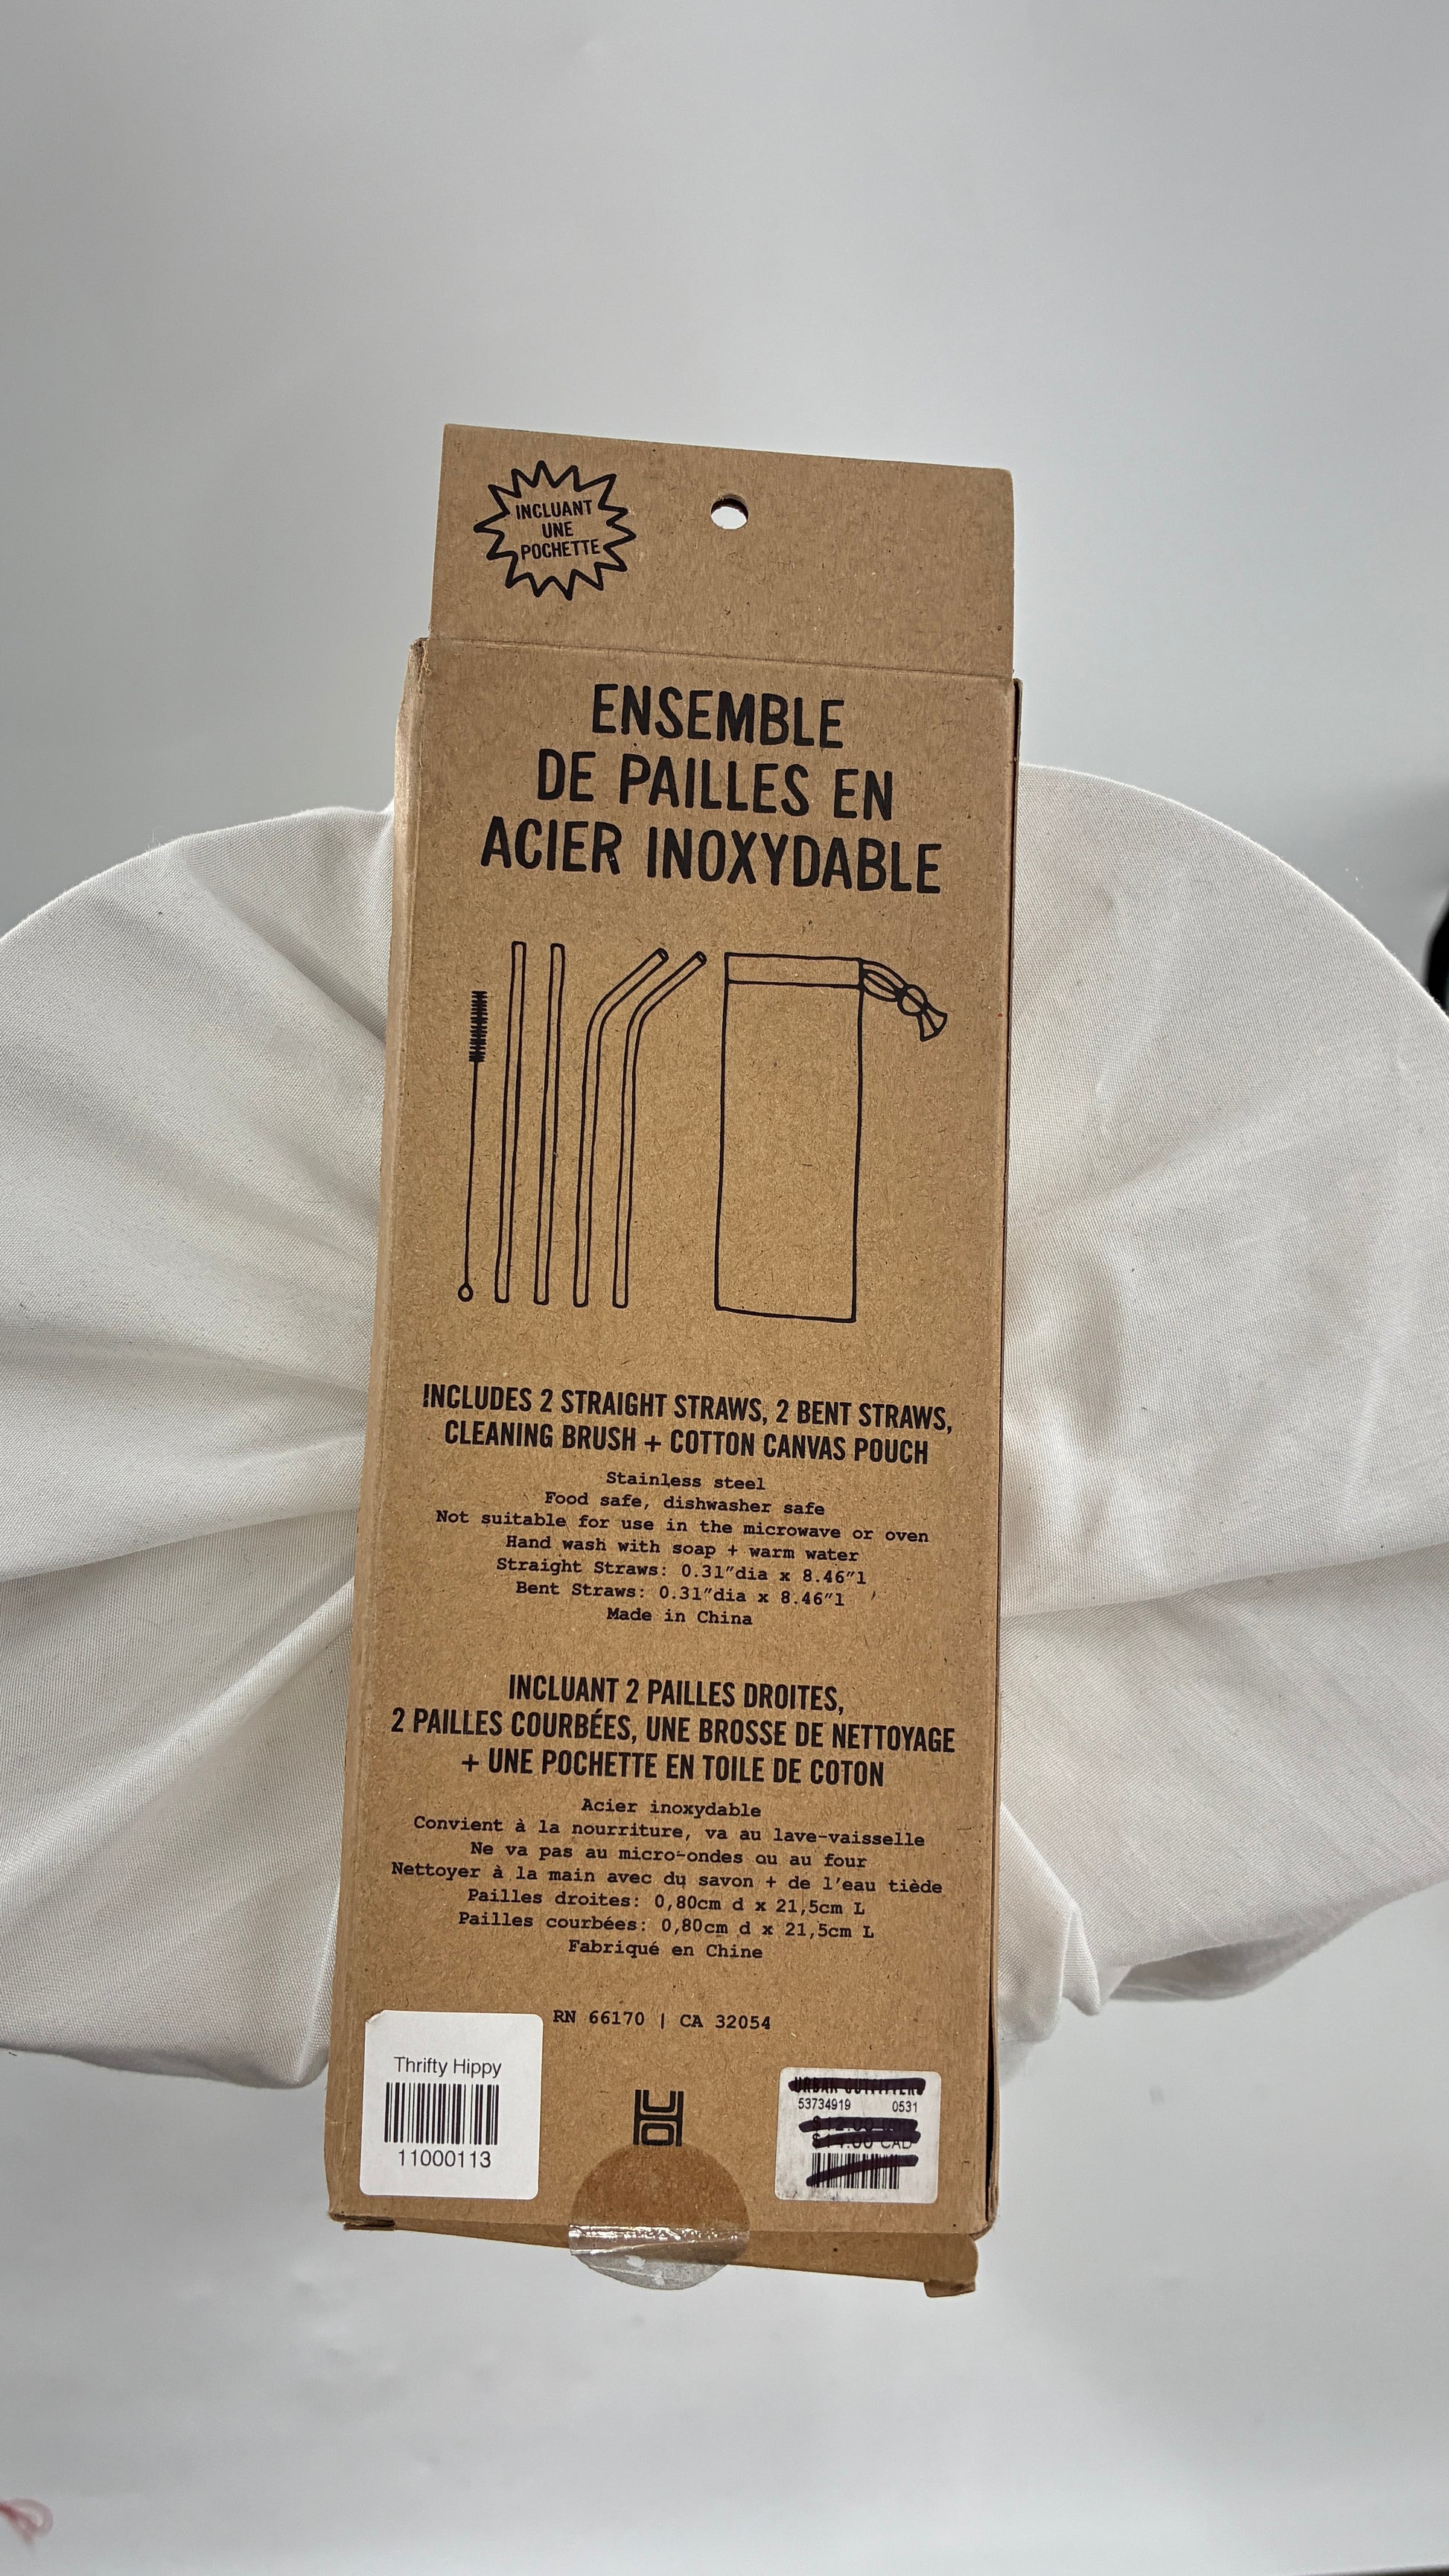 INCLUANT
UNE
POCHETTE
ENSEMBLE
DE PAILLES EN
ACIER INOXYDABLE
INCLUDES 2 STRAIGHT STRAWS, 2 BENT STRAWS,
CLEANING BRUSH + COTTON CANVAS POUCH
Stainless steel
Food safe, dishwasher safe
Not suitable for use in the microwave or oven
Hand wash with soap + warm water
Straight Straws: 0.31"dia x 8.46"l
Bent Straws: 0.31"dia x 8.46"l
Made in China
INCLUANT 2 PAILLES DROITES,
2 PAILLES COURBÉES, UNE BROSSE DE NETTOYAGE
+ UNE POCHETTE EN TOILE DE COTON
Acier inoxydable
Convient à la nourriture, va au lave-vaisselle
Ne va pas au micro-ondes ou au four
Nettoyer à la main avec du savon + de l'eau tiède
Pailles droites: 0,80cm d x 21,5cm L
Pailles courbées: 0,80cm d x 21,5cm L
Fabriqué en Chine
RN 66170 | CA 32054
Thrifty Hippy
11000113
UO
URBAN OUTFITTERS
53734919 0531
CAD